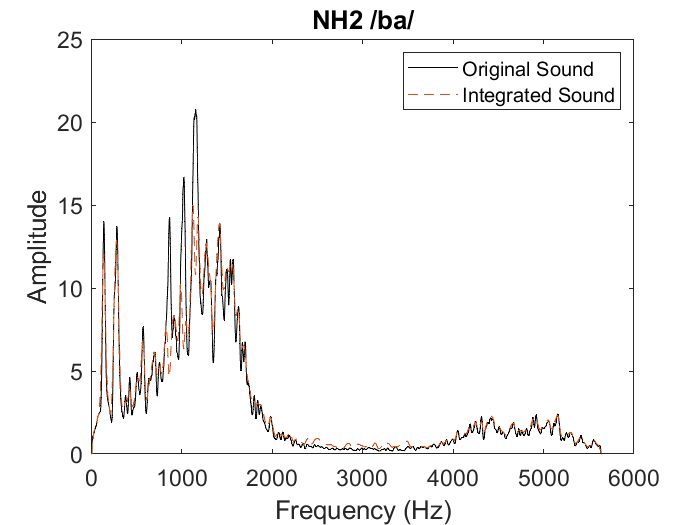 NH2 /ba/
25
Original Sound
Integrated Sound
20
15
10
5
0
Amplitude
0 1000 2000 3000 4000 5000 6000
Frequency (Hz)